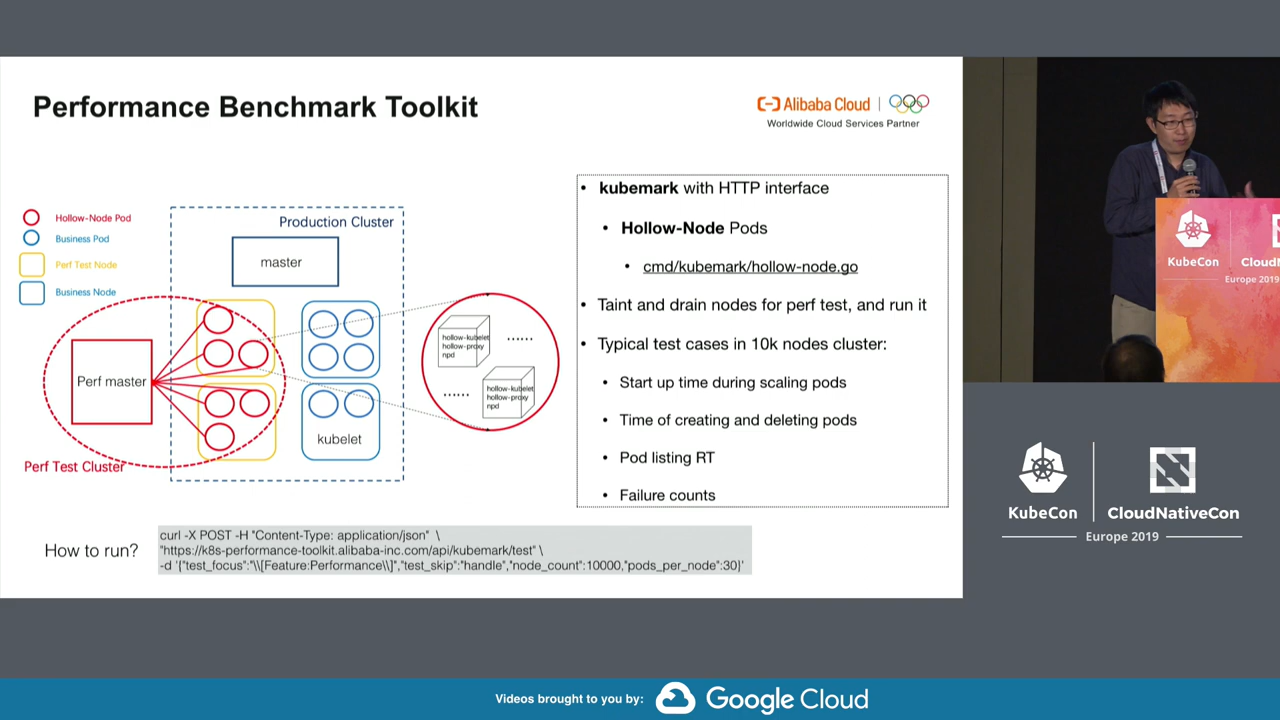 Performance Benchmark Toolkit
Alibaba Cloud
Worldwide Cloud Services Partner
Hollow-Node Pod
Business Pod
Perf Test Node
Business Node
Production Cluster
master
Perf master
kubelet
Perf Test Cluster
hollow-kubelet
hollow-proxy
npd
......
......
hollow-kubelet
hollow-proxy
npd
• kubemark with HTTP interface
• Hollow-Node Pods
• cmd/kubemark/hollow-node.go
• Taint and drain nodes for perf test, and run it
• Typical test cases in 10k nodes cluster:
• Start up time during scaling pods
• Time of creating and deleting pods
• Pod listing RT
• Failure counts
How to run?
curl -X POST -H "Content-Type: application/json" \
"https://k8s-performance-toolkit.alibaba-inc.com/api/kubemark/test" \
-d '{"test_focus":"\\[Feature:Performance\\]","test_skip":"handle","node_count":10000,"pods_per_node":30}'
KubeCon
Europe 2019
KubeCon
CloudNativeCon
Europe 2019
Videos brought to you by:
Google Cloud